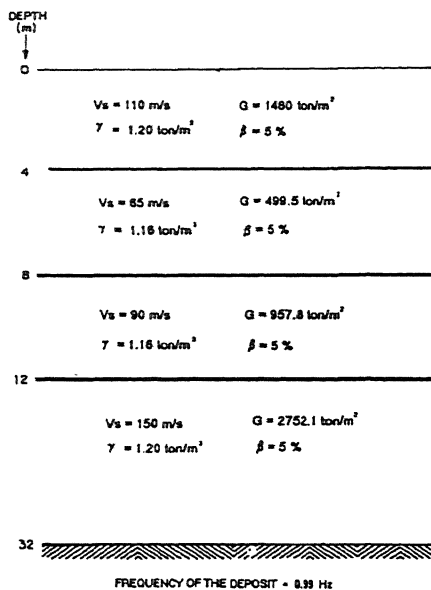 DEPTH
(m)
0
Vs = 110 m/s G = 1480 ton/m²
γ = 1.20 ton/m³ β = 5 %
4
Vs = 65 m/s G = 499.5 ton/m²
γ = 1.16 ton/m³ β = 5 %
8
Vs = 90 m/s G = 957.8 ton/m²
γ = 1.16 ton/m³ β = 5 %
12
Vs = 150 m/s G = 2752.1 ton/m²
γ = 1.20 ton/m³ β = 5 %
32
FREQUENCY OF THE DEPOSIT = 0.99 Hz